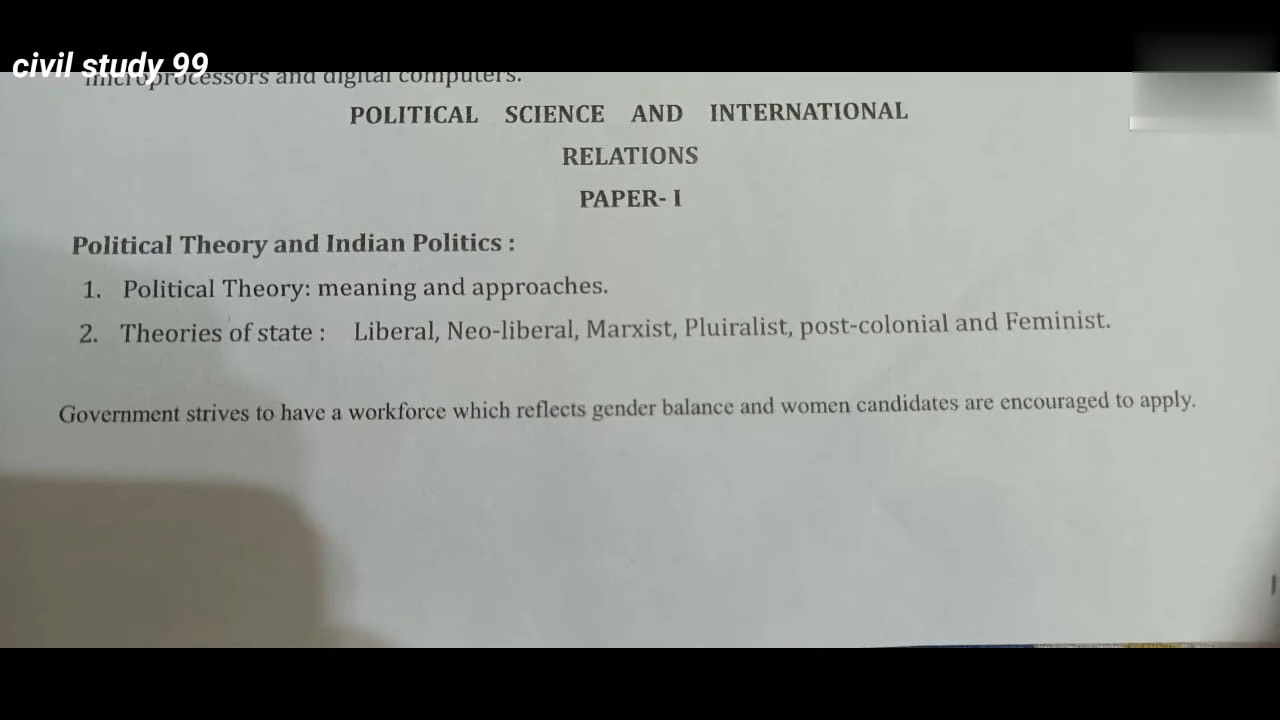 civil study 99
microprocessors and digital computers.
POLITICAL SCIENCE AND INTERNATIONAL
RELATIONS
PAPER- I
Political Theory and Indian Politics :
1. Political Theory: meaning and approaches.
2. Theories of state : Liberal, Neo-liberal, Marxist, Pluiralist, post-colonial and Feminist.
Government strives to have a workforce which reflects gender balance and women candidates are encouraged to apply.